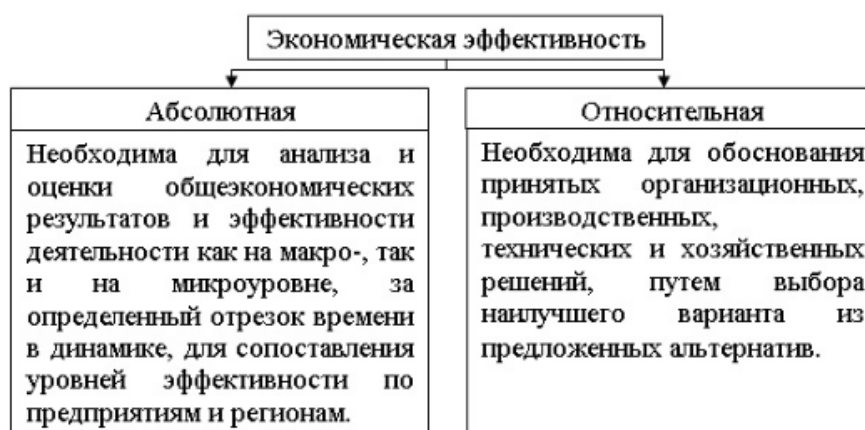 Экономическая эффективность
Абсолютная
Необходима для анализа и
оценки общеэкономических
результатов и эффективности
деятельности как на макро-, так
и на микроуровне, за
определенный отрезок времени
в динамике, для сопоставления
уровней эффективности по
предприятиям и регионам.
Относительная
Необходима для обоснования
принятых организационных,
производственных,
технических и хозяйственных
решений, путем выбора
наилучшего варианта из
предложенных альтернатив.